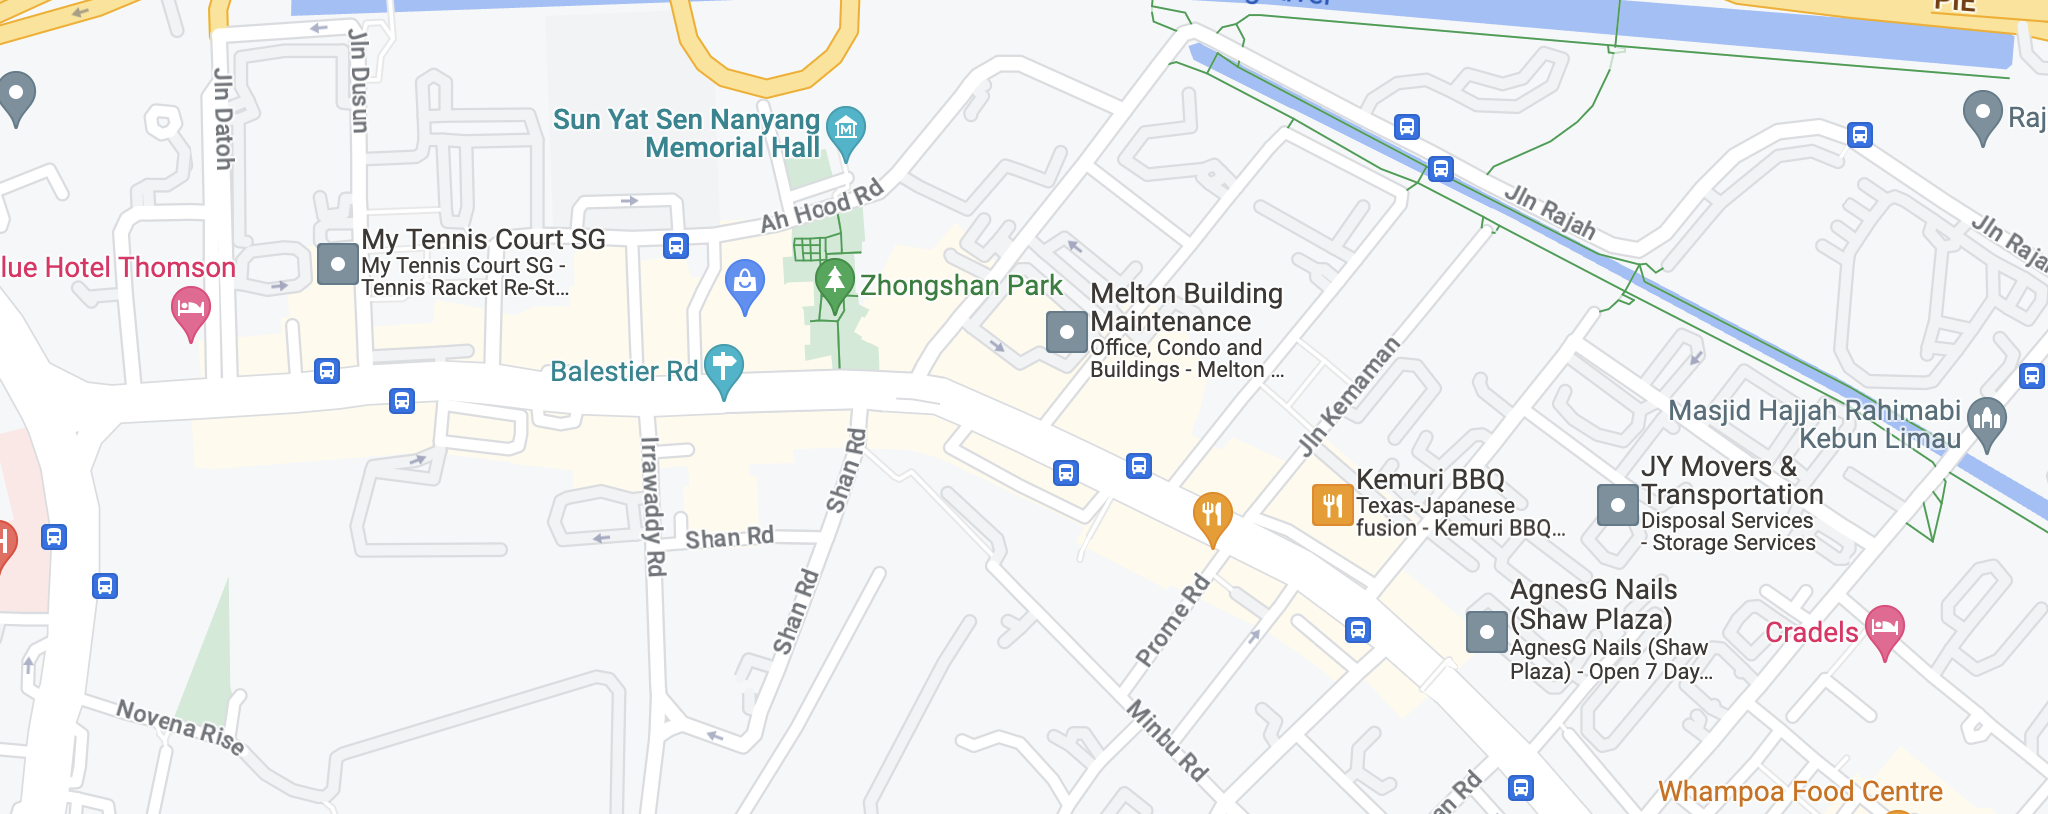 PIE
Jln Dusun
Jln Datoh
Sun Yat Sen Nanyang
Memorial Hall
Raj
Ah Hood Rd
Jln Rajah
Jln Raja
My Tennis Court SG
My Tennis Court SG -
Tennis Racket Re-St...
lue Hotel Thomson
Zhongshan Park
Melton Building
Maintenance
Office, Condo and
Buildings - Melton ...
Balestier Rd
Jln Kemaman
Masjid Hajjah Rahimabi
Kebun Limau
Irrawaddy Rd
Shan Rd
Kemuri BBQ
Texas-Japanese
fusion - Kemuri BBQ...
JY Movers &
Transportation
Disposal Services
- Storage Services
H
Shan Rd
Shan Rd
Prome Rd
AgnesG Nails
(Shaw Plaza)
AgnesG Nails (Shaw
Plaza) - Open 7 Day...
Cradels
Novena Rise
Minbu Rd
an Rd
Whampoa Food Centre